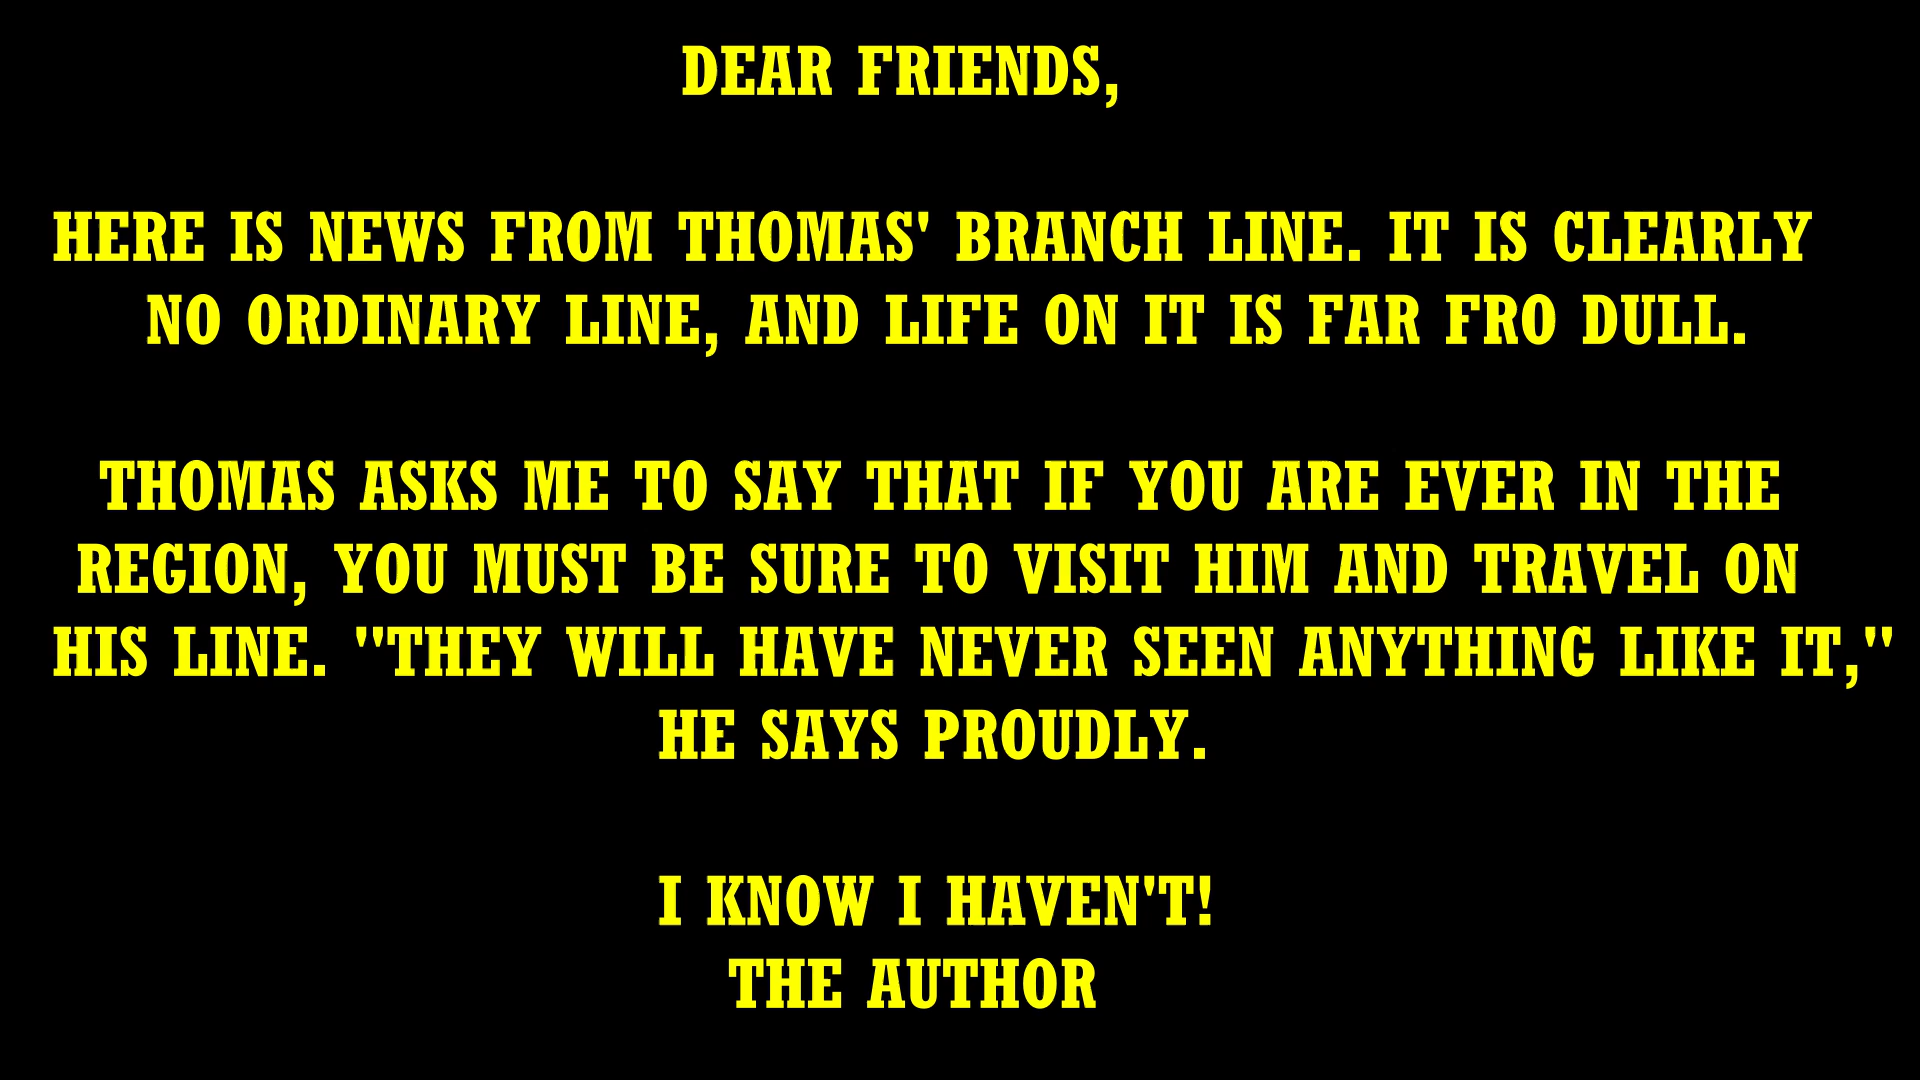 DEAR FRIENDS,
HERE IS NEWS FROM THOMAS' BRANCH LINE. IT IS CLEARLY
NO ORDINARY LINE, AND LIFE ON IT IS FAR FRO DULL.
THOMAS ASKS ME TO SAY THAT IF YOU ARE EVER IN THE
REGION, YOU MUST BE SURE TO VISIT HIM AND TRAVEL ON
HIS LINE. "THEY WILL HAVE NEVER SEEN ANYTHING LIKE IT,"
HE SAYS PROUDLY.
I KNOW I HAVEN'T!
THE AUTHOR